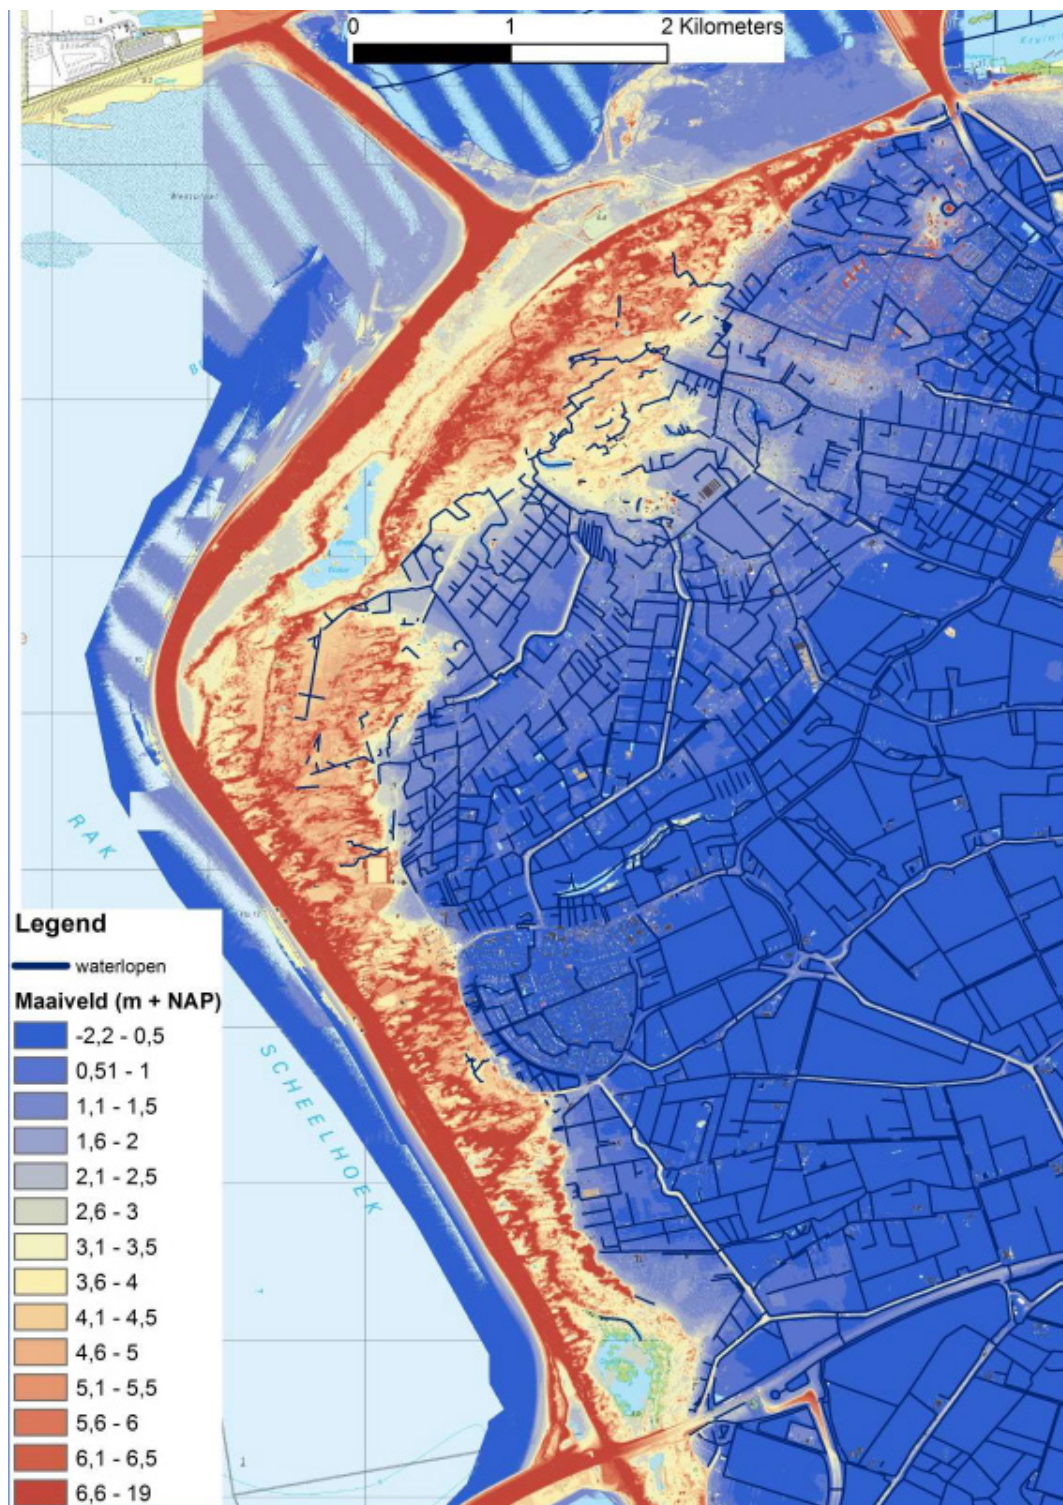 0 1 2 Kilometers
RAK
SCHEELHOEK
Legend
waterlopen
Maaiveld (m + NAP)
-2,2 - 0,5
0,51 - 1
1,1 - 1,5
1,6 - 2
2,1 - 2,5
2,6 - 3
3,1 - 3,5
3,6 - 4
4,1 - 4,5
4,6 - 5
5,1 - 5,5
5,6 - 6
6,1 - 6,5
6,6 - 19